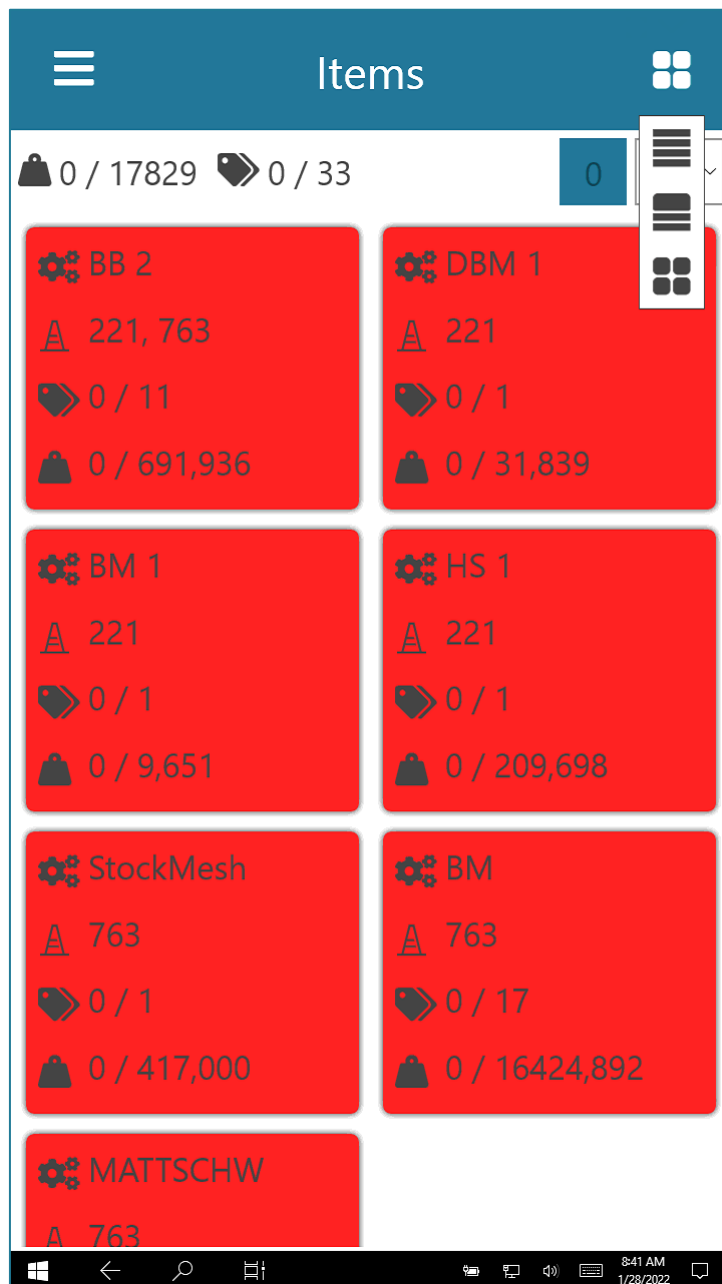 Items
0 / 17829 0 / 33 0
BB 2
221, 763
0 / 11
0 / 691,936
DBM 1
221
0 / 1
0 / 31,839
BM 1
221
0 / 1
0 / 9,651
HS 1
221
0 / 1
0 / 209,698
StockMesh
763
0 / 1
0 / 417,000
BM
763
0 / 17
0 / 16424,892
MATTSCHW
763
8:41 AM
1/28/2022